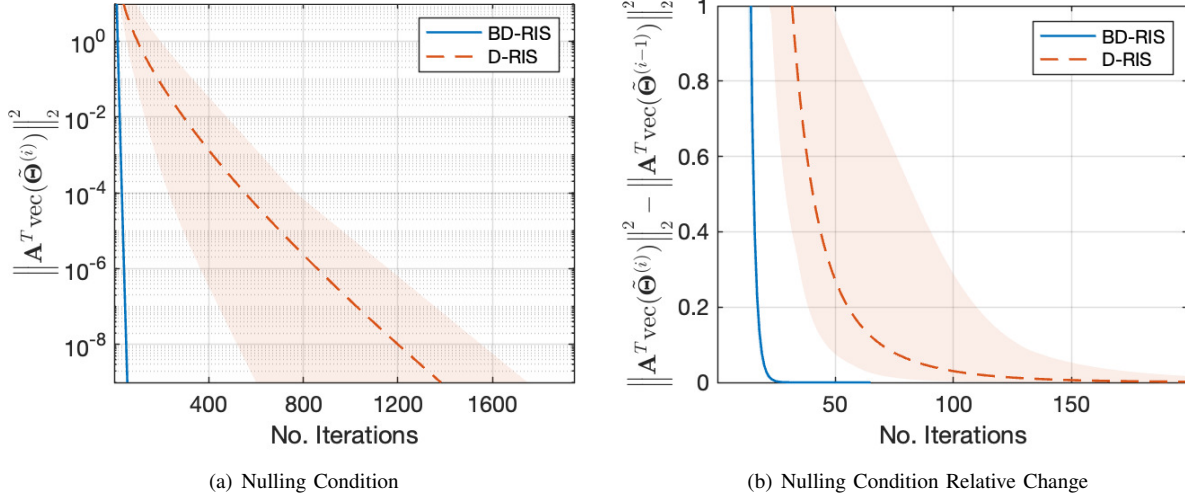 10^0
10^{-2}
10^{-4}
10^{-6}
10^{-8}
‖A^T vec(Θ̃^{(i)})‖_2^2
BD-RIS
D-RIS
400
800
1200
1600
No. Iterations
(a) Nulling Condition
1
0.8
0.6
0.4
0.2
0
‖A^T vec(Θ̃^{(i)})‖_2^2 − ‖A^T vec(Θ̃^{(i−1)})‖_2^2
BD-RIS
D-RIS
50
100
150
No. Iterations
(b) Nulling Condition Relative Change